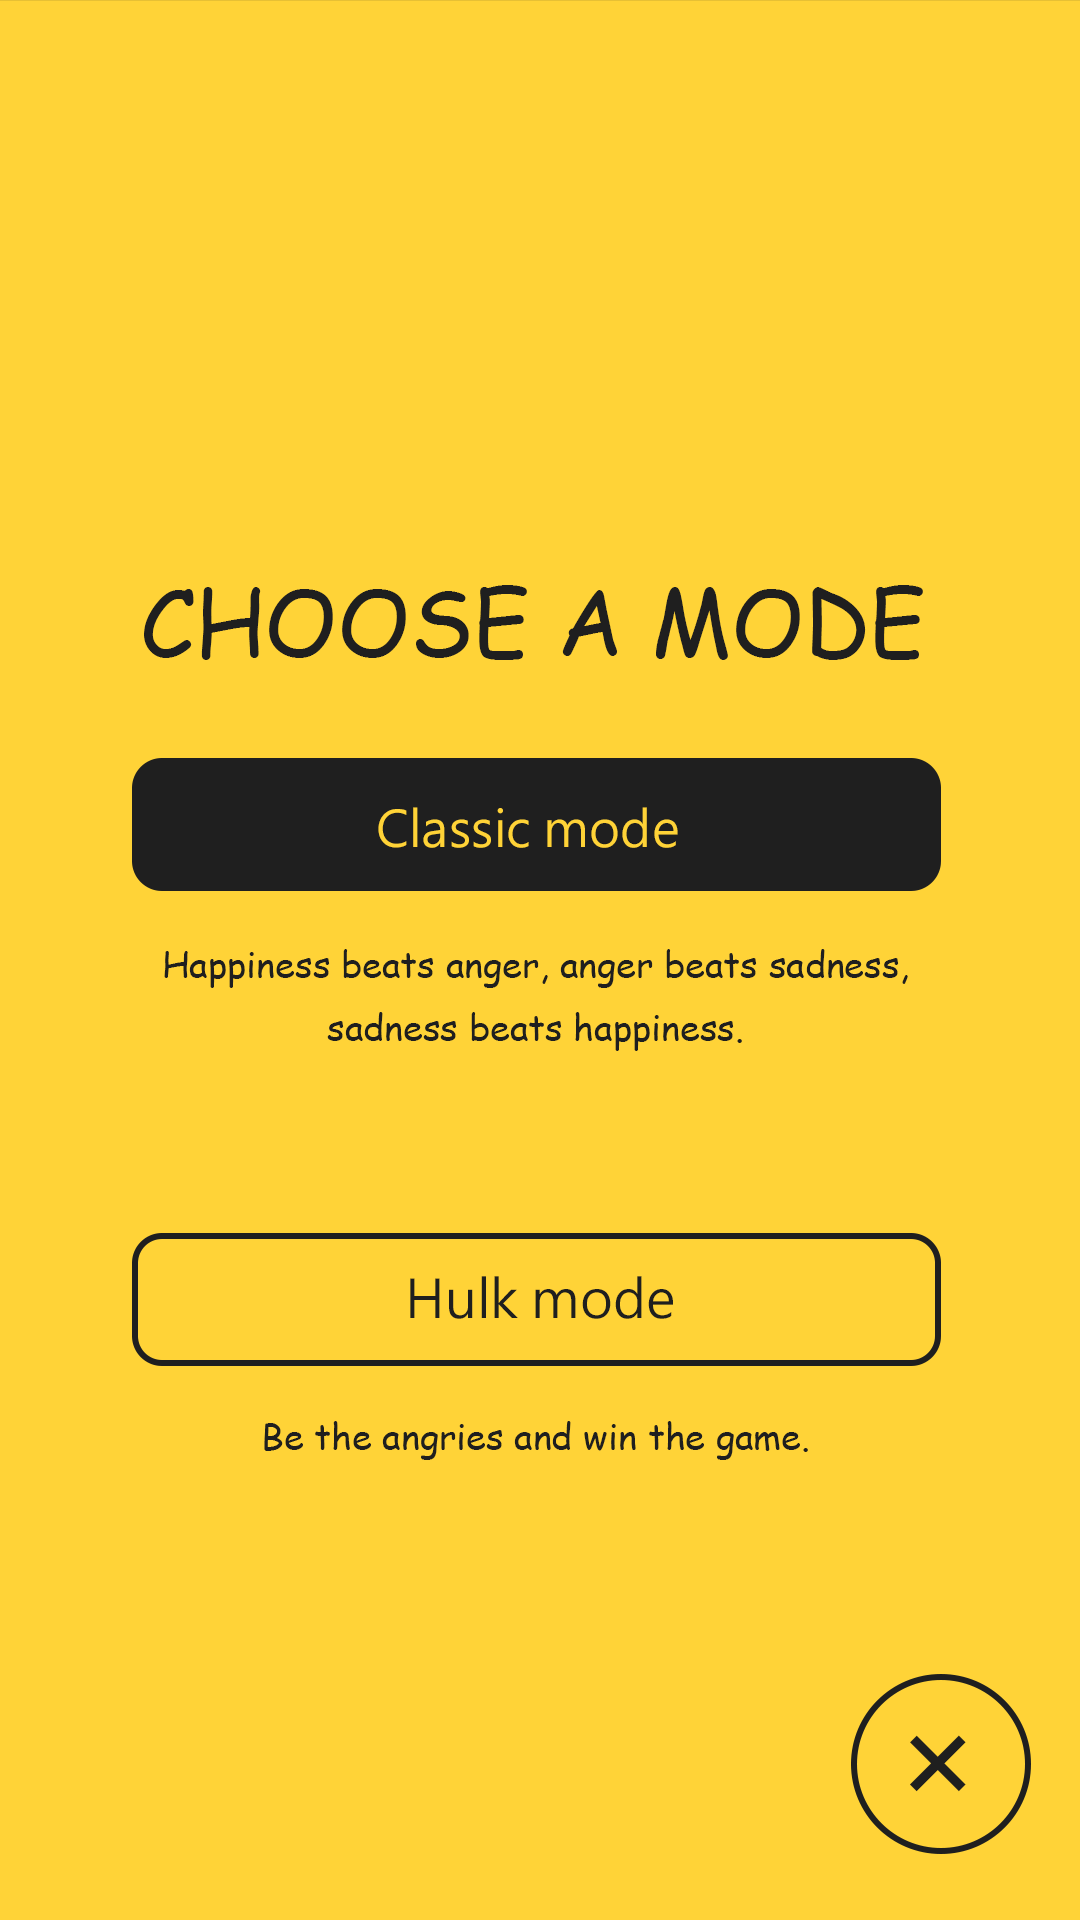 CHOOSE A MODE
Classic mode
Happiness beats anger, anger beats sadness,
sadness beats happiness.
Hulk mode
Be the angries and win the game.